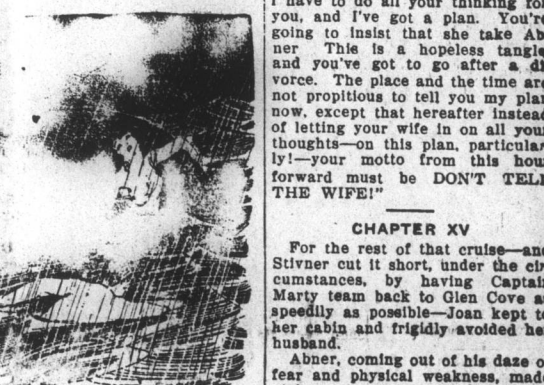 I have to do all your thinking for
you, and I've got a plan. You're
going to insist that she take Ab-
ner This is a hopeless tangle
and you've got to go after a di-
vorce. The place and the time are
not propitious to tell you my plan
now, except that hereafter instead
of letting your wife in on all your
thoughts—on this plan, particular-
ly!—your motto from this hour
forward must be DON'T TELL
THE WIFE!"
CHAPTER XV
For the rest of that cruise—and
Stivner cut it short, under the cir-
cumstances, by having Captain
Marty team back to Glen Cove as
speedily as possible—Joan kept to
her cabin and frigidly avoided her
husband.
Abner, coming out of his daze of
fear and physical weakness, made